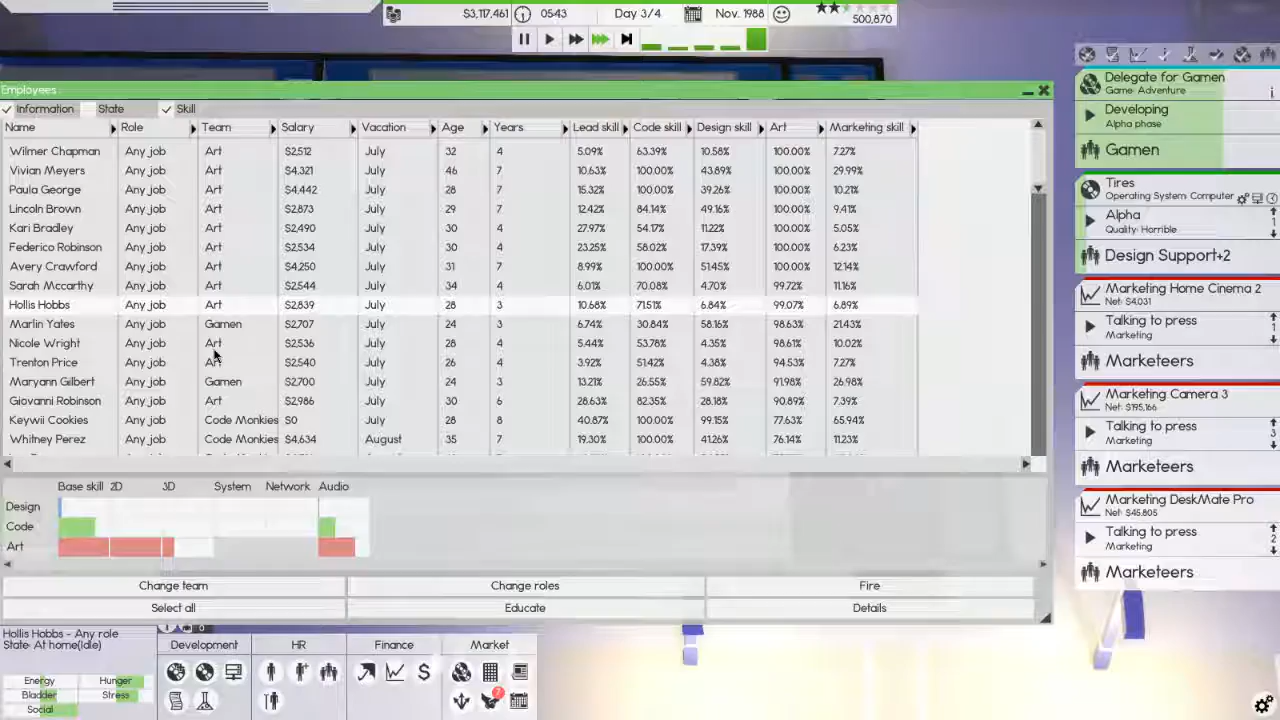 $3,117,461 05:43 Day 3/4 Nov. 1988 500,870
Employees
Information State Skill
Name Role Team Salary Vacation Age Years Lead skill Code skill Design skill Art Marketing skill
Wilmer Chapman Any job Art $2,512 July 32 4 5.09% 63.39% 10.58% 100.00% 7.27%
Vivian Meyers Any job Art $4,321 July 46 7 10.63% 100.00% 43.89% 100.00% 29.99%
Paula George Any job Art $4,442 July 28 7 15.32% 100.00% 39.26% 100.00% 10.21%
Lincoln Brown Any job Art $2,873 July 29 7 12.42% 84.14% 49.16% 100.00% 9.41%
Kari Bradley Any job Art $2,490 July 30 4 27.97% 54.17% 11.22% 100.00% 5.05%
Federico Robinson Any job Art $2,534 July 30 4 23.25% 58.02% 17.39% 100.00% 6.23%
Avery Crawford Any job Art $4,250 July 31 7 8.99% 100.00% 51.45% 100.00% 12.14%
Sarah Mccarthy Any job Art $2,544 July 34 4 6.01% 70.08% 4.70% 99.72% 11.16%
Hollis Hobbs Any job Art $2,839 July 28 3 10.68% 71.51% 6.84% 99.07% 6.89%
Marlin Yates Any job Gamen $2,707 July 24 3 6.74% 30.84% 58.16% 98.63% 21.43%
Nicole Wright Any job Art $2,536 July 28 4 5.44% 53.78% 4.35% 98.61% 10.02%
Trenton Price Any job Art $2,540 July 26 4 3.92% 51.42% 4.38% 94.53% 7.27%
Maryann Gilbert Any job Gamen $2,700 July 24 3 13.21% 26.55% 59.82% 91.98% 26.98%
Giovanni Robinson Any job Art $2,986 July 30 6 28.63% 82.35% 28.18% 90.89% 7.39%
Keywii Cookies Any job Code Monkies $0 July 28 8 40.87% 100.00% 99.15% 77.63% 65.94%
Whitney Perez Any job Code Monkies $4,634 August 35 7 19.30% 100.00% 41.26% 76.14% 11.23%
Base skill 2D 3D System Network Audio
Design
Code
Art
Change team Change roles Fire
Select all Educate Details
Hollis Hobbs - Any role
State: At home(Idle)
Energy Hunger
Bladder Stress
Social
Development HR Finance Market
7
Delegate for Gamen
Game: Adventure
Developing
Alpha phase
Gamen
Tires
Operating System: Computer
Alpha
Quality: Horrible
1
Design Support+2
Marketing Home Cinema 2
Net: $4,031
Talking to press
Marketing
1
Marketeers
Marketing Camera 3
Net: $195,166
Talking to press
Marketing
3
Marketeers
Marketing DeskMate Pro
Net: $45,805
Talking to press
Marketing
2
Marketeers